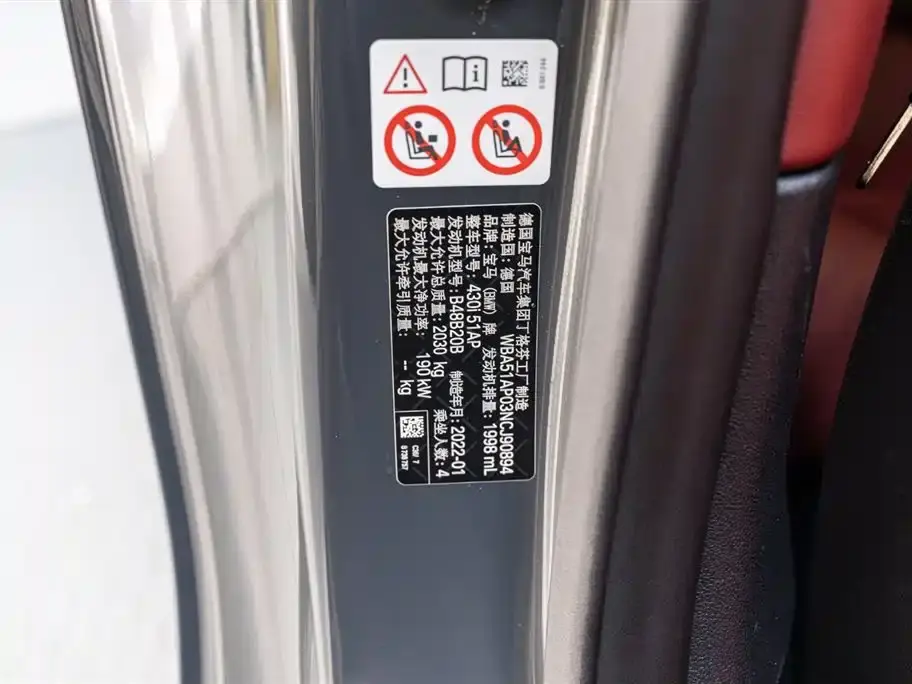 i
德国宝马汽车集团丁格芬工厂制造
制造国：德国 WBA51AP03NCJ90894
品牌：宝马（BMW）牌 发动机排量：1998 mL
整车型号：430i 51AP
发动机型号：B48B20B 制造年月：2022-01
最大允许总质量：2030 kg 乘坐人数：4
发动机最大净功率： 190 kW
最大允许牵引质量： -- kg